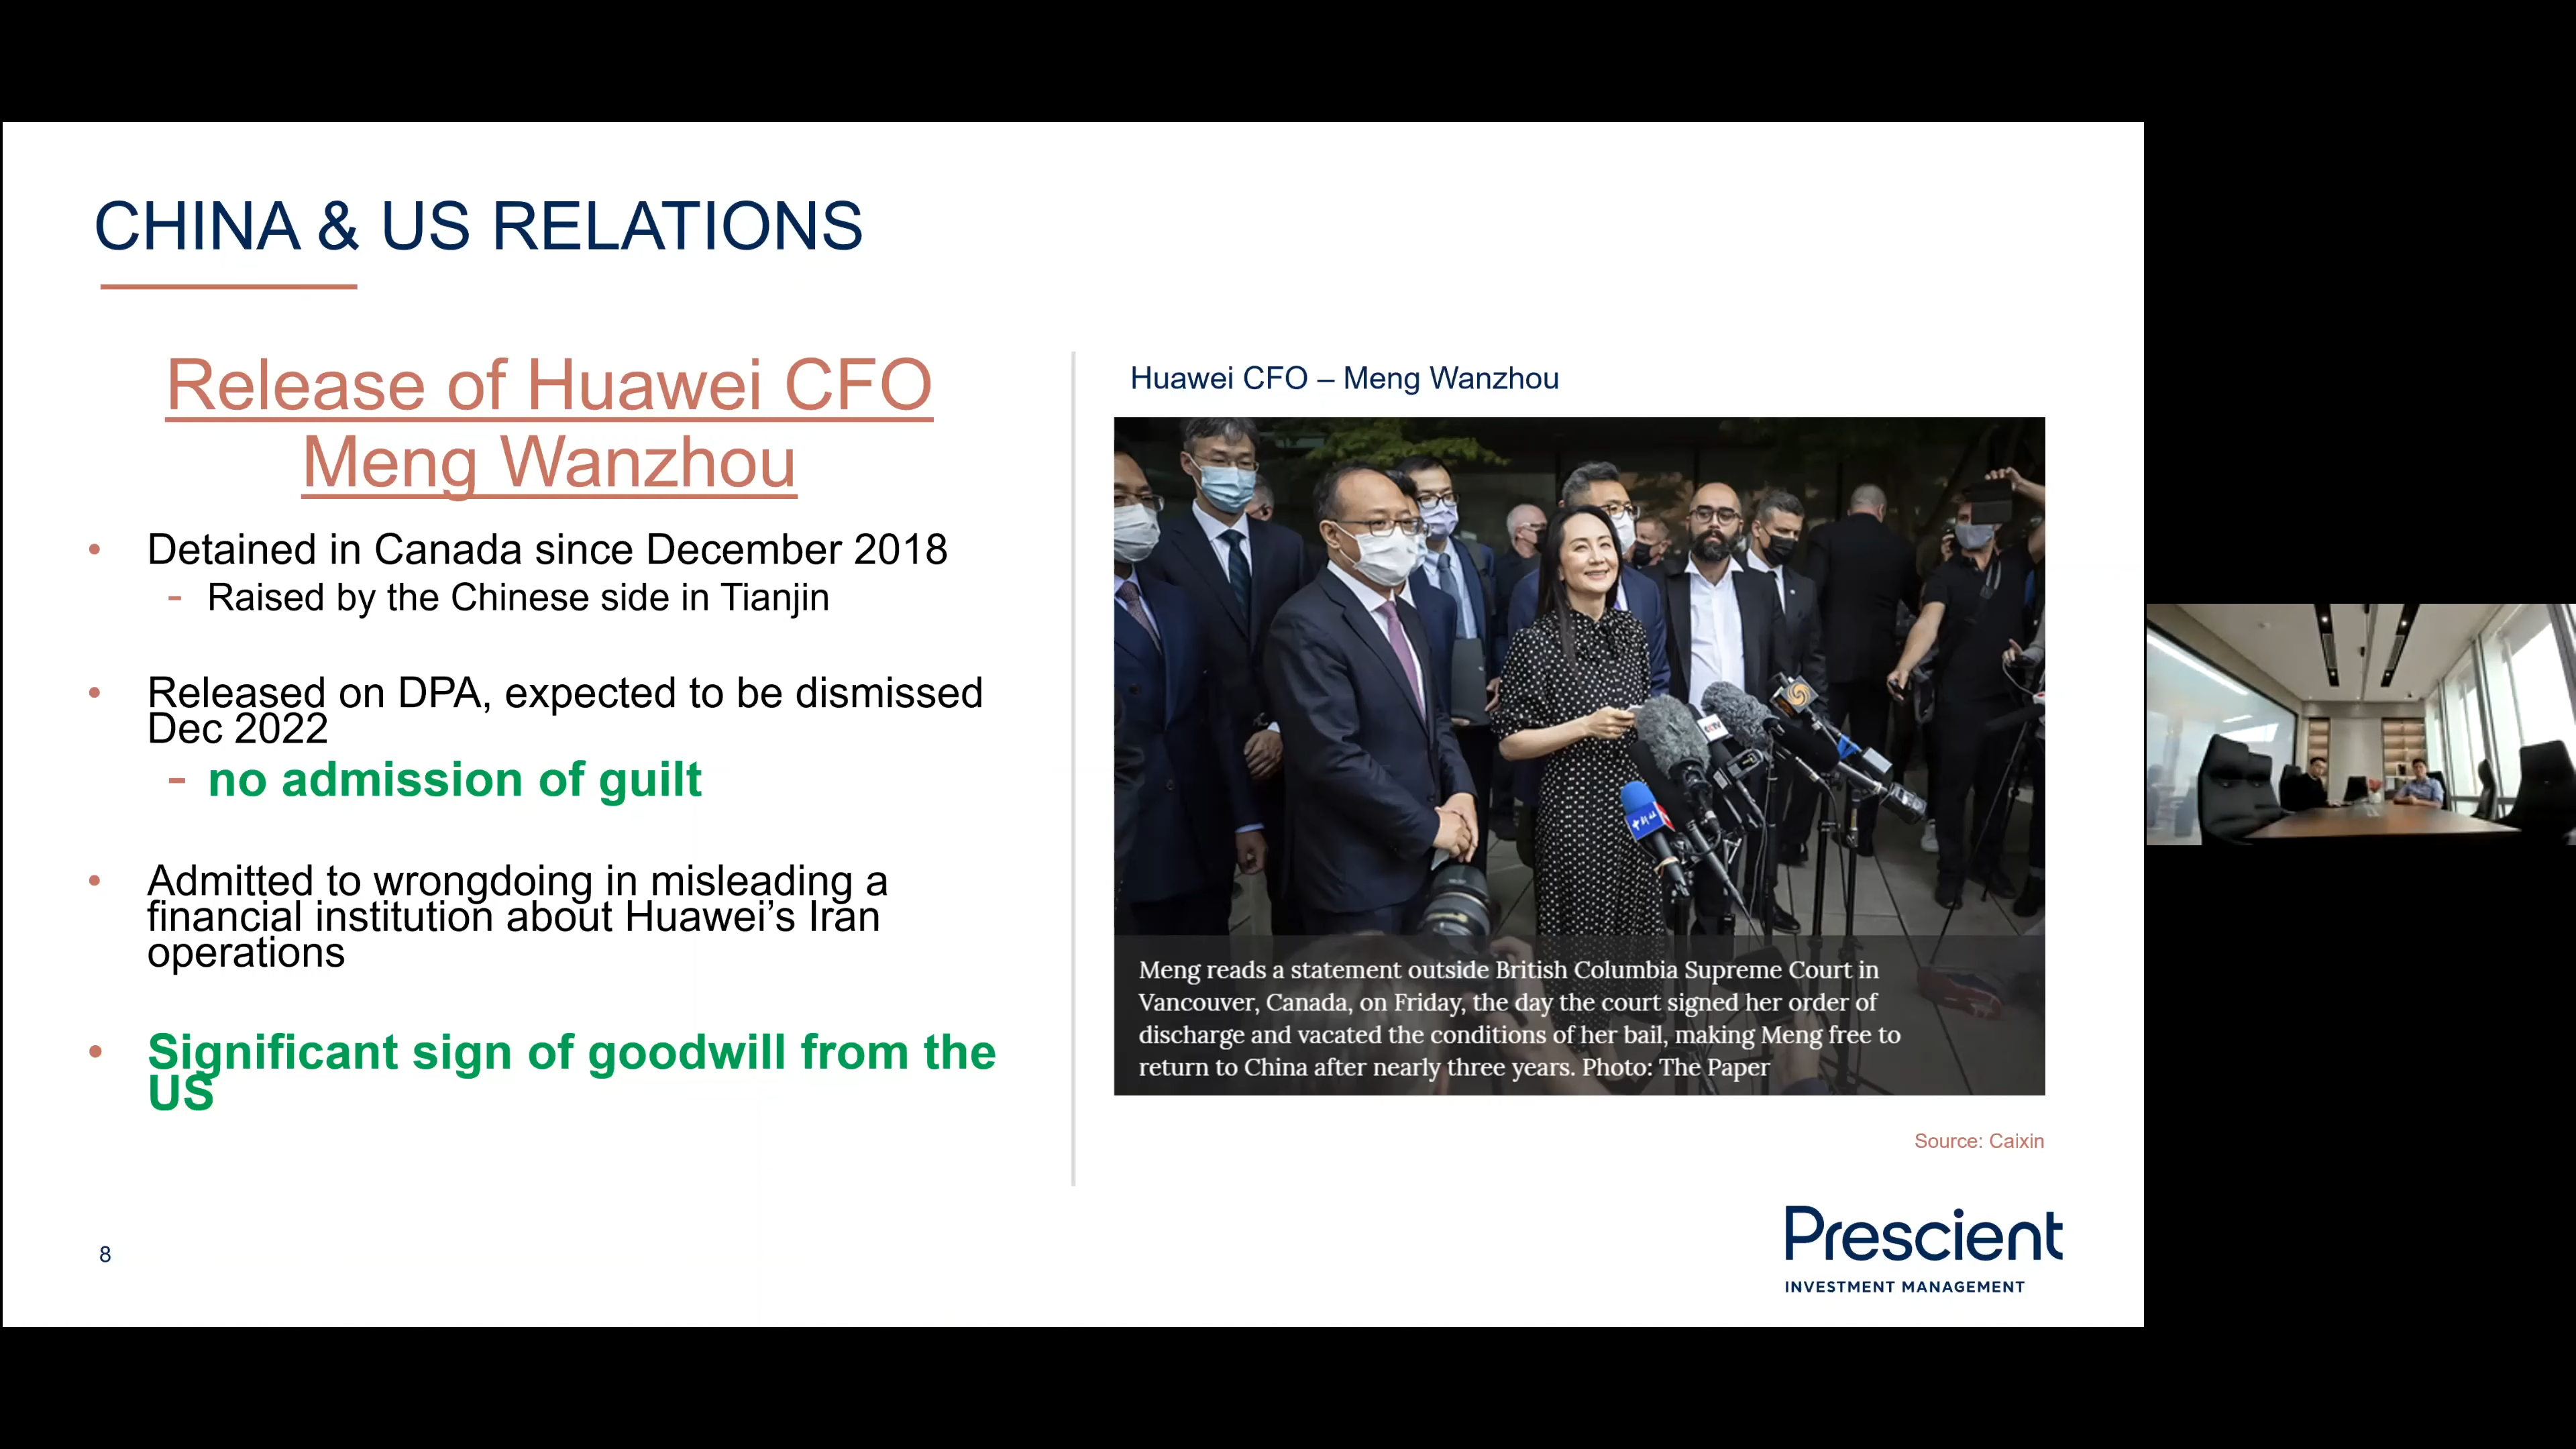 CHINA & US RELATIONS
Release of Huawei CFO
Meng Wanzhou
• Detained in Canada since December 2018
- Raised by the Chinese side in Tianjin
• Released on DPA, expected to be dismissed
Dec 2022
- no admission of guilt
• Admitted to wrongdoing in misleading a
financial institution about Huawei’s Iran
operations
• Significant sign of goodwill from the
US
Huawei CFO – Meng Wanzhou
Meng reads a statement outside British Columbia Supreme Court in
Vancouver, Canada, on Friday, the day the court signed her order of
discharge and vacated the conditions of her bail, making Meng free to
return to China after nearly three years. Photo: The Paper
Source: Caixin
8
Prescient
INVESTMENT MANAGEMENT